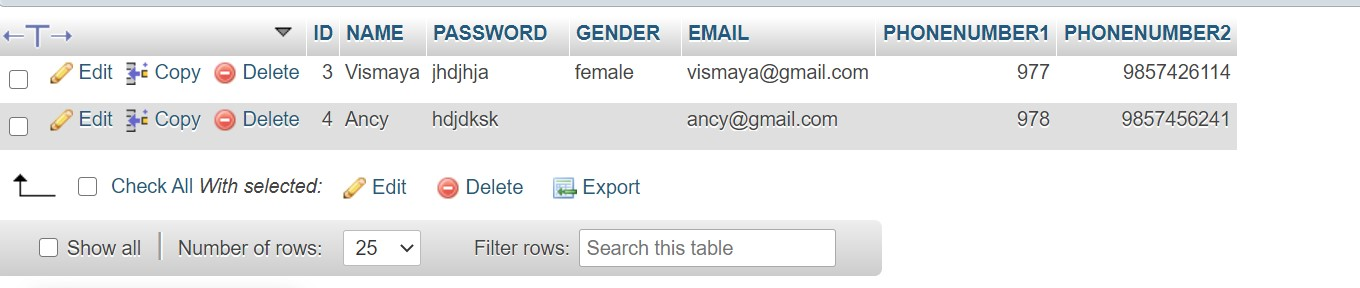 ID NAME PASSWORD GENDER EMAIL PHONENUMBER1 PHONENUMBER2
Edit Copy Delete 3 Vismaya jhdjhja female vismaya@gmail.com 977 9857426114
Edit Copy Delete 4 Ancy hdjdksk ancy@gmail.com 978 9857456241
Check All With selected: Edit Delete Export
Show all Number of rows: 25 Filter rows: Search this table